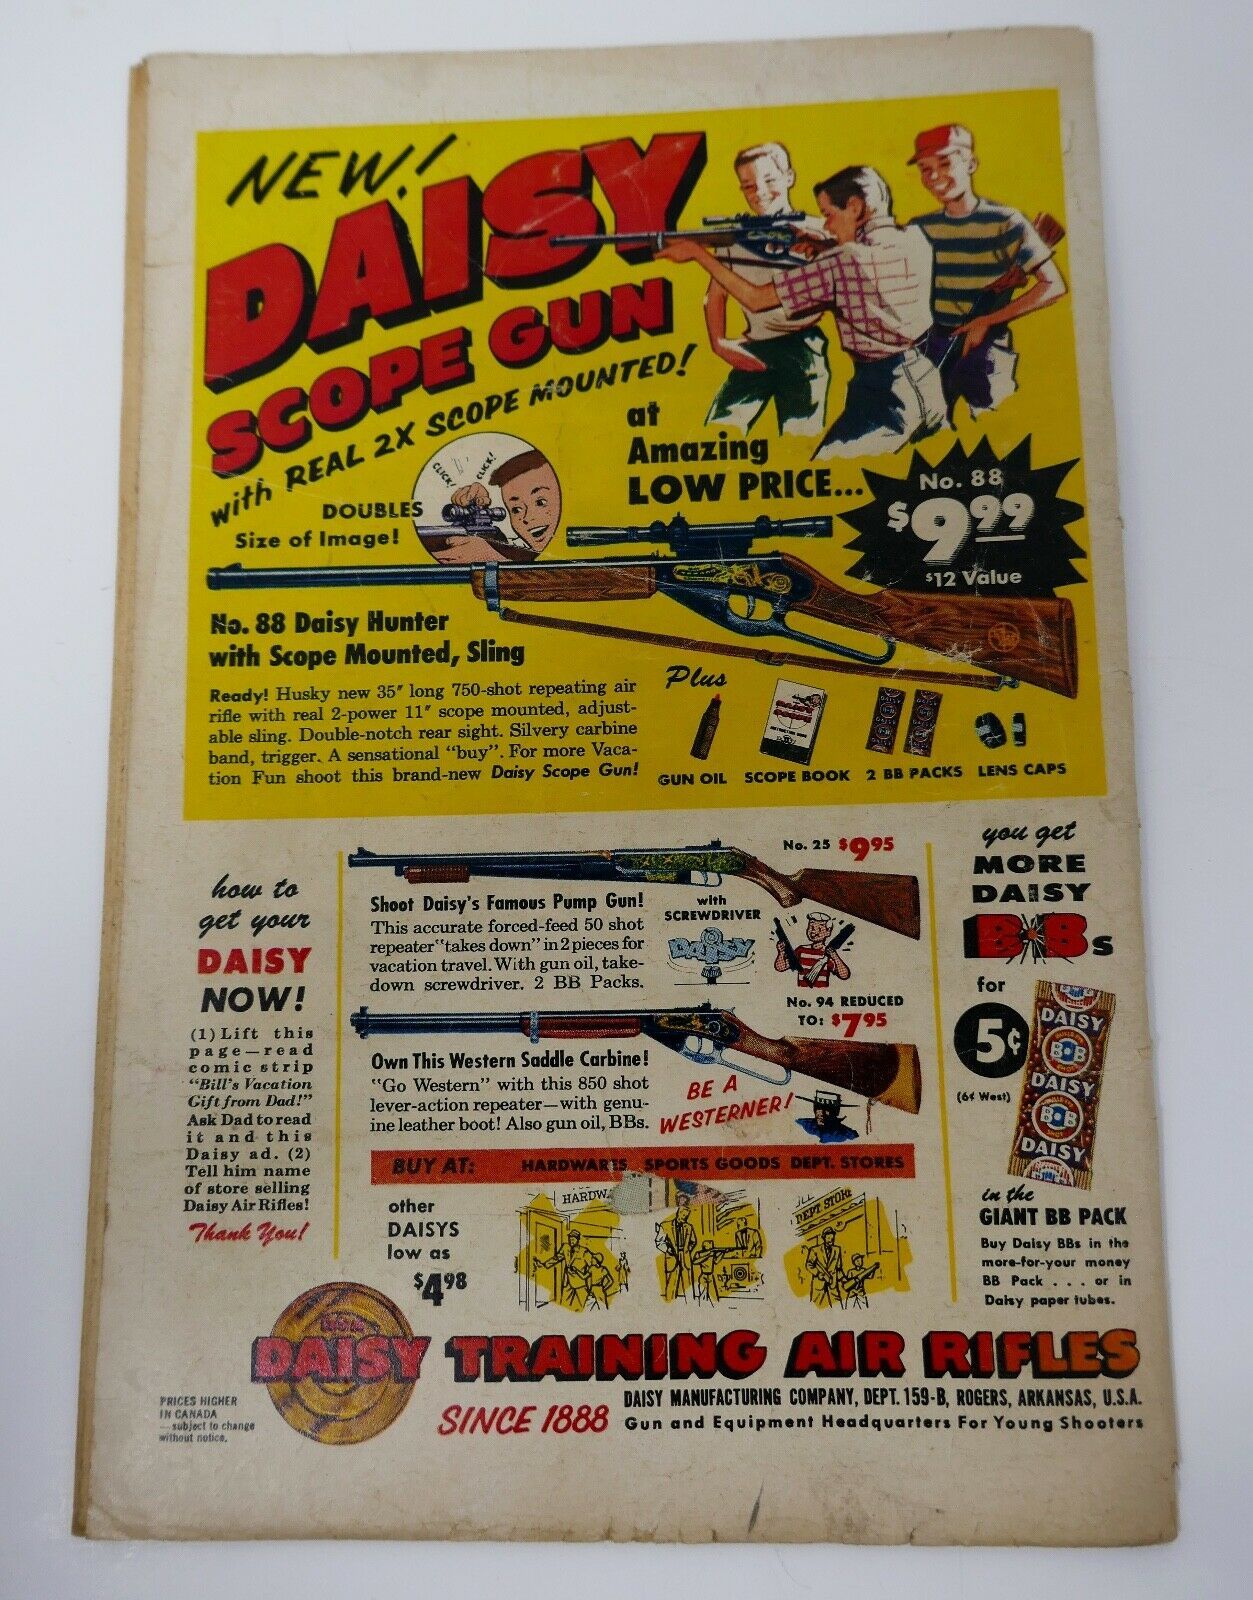 NEW!
DAISY
SCOPE GUN
with REAL 2X SCOPE MOUNTED!
DOUBLES
Size of Image!
CLICK!
CLICK!
at
Amazing
LOW PRICE...
No. 88
$9.99
$12 Value
No. 88 Daisy Hunter
with Scope Mounted, Sling
Ready! Husky new 35" long 750-shot repeating air
rifle with real 2-power 11" scope mounted, adjust-
able sling. Double-notch rear sight. Silvery carbine
band, trigger. A sensational "buy". For more Vaca-
tion Fun shoot this brand-new Daisy Scope Gun!
Plus
DAISY
SCOPE
GUN OIL
SCOPE BOOK
2 BB PACKS
LENS CAPS
how to
get your
DAISY
NOW!
(1) Lift this
page—read
comic strip
"Bill's Vacation
Gift from Dad!"
Ask Dad to read
it and this
Daisy ad. (2)
Tell him name
of store selling
Daisy Air Rifles!
Thank You!
No. 25 $9.95
Shoot Daisy's Famous Pump Gun!
This accurate forced-feed 50 shot
repeater "takes down" in 2 pieces for
vacation travel. With gun oil, take-
down screwdriver. 2 BB Packs.
with
SCREWDRIVER
DAISY
No. 94 REDUCED
TO: $7.95
Own This Western Saddle Carbine!
"Go Western" with this 850 shot
lever-action repeater—with genu-
ine leather boot! Also gun oil, BBs.
BE A
WESTERNER!
BUY AT: HARDWARES SPORTS GOODS DEPT. STORES
other
DAISYS
low as
$4.98
HARDW.
DEPT STORE
you get
MORE
DAISY
B•Bs
for
5¢
(6¢ West)
DAISY
BB
DAISY
BB
DAISY
in the
GIANT BB PACK
Buy Daisy BBs in the
more-for-your money
BB Pack . . . or in
Daisy paper tubes.
DAISY TRAINING AIR RIFLES
SINCE 1888
DAISY MANUFACTURING COMPANY, DEPT. 159-B, ROGERS, ARKANSAS, U.S.A.
Gun and Equipment Headquarters For Young Shooters
PRICES HIGHER
IN CANADA
—subject to change
without notice.